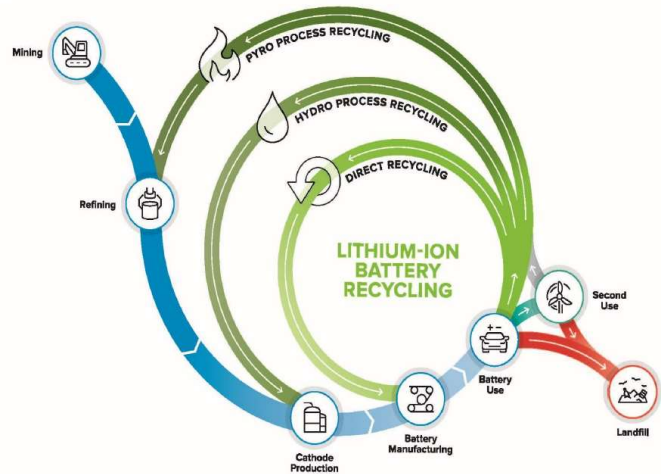 Mining
PYRO PROCESS RECYCLING
HYDRO PROCESS RECYCLING
DIRECT RECYCLING
Refining
LITHIUM-ION
BATTERY
RECYCLING
Second
Use
Battery
Use
Landfill
Battery
Manufacturing
Cathode
Production